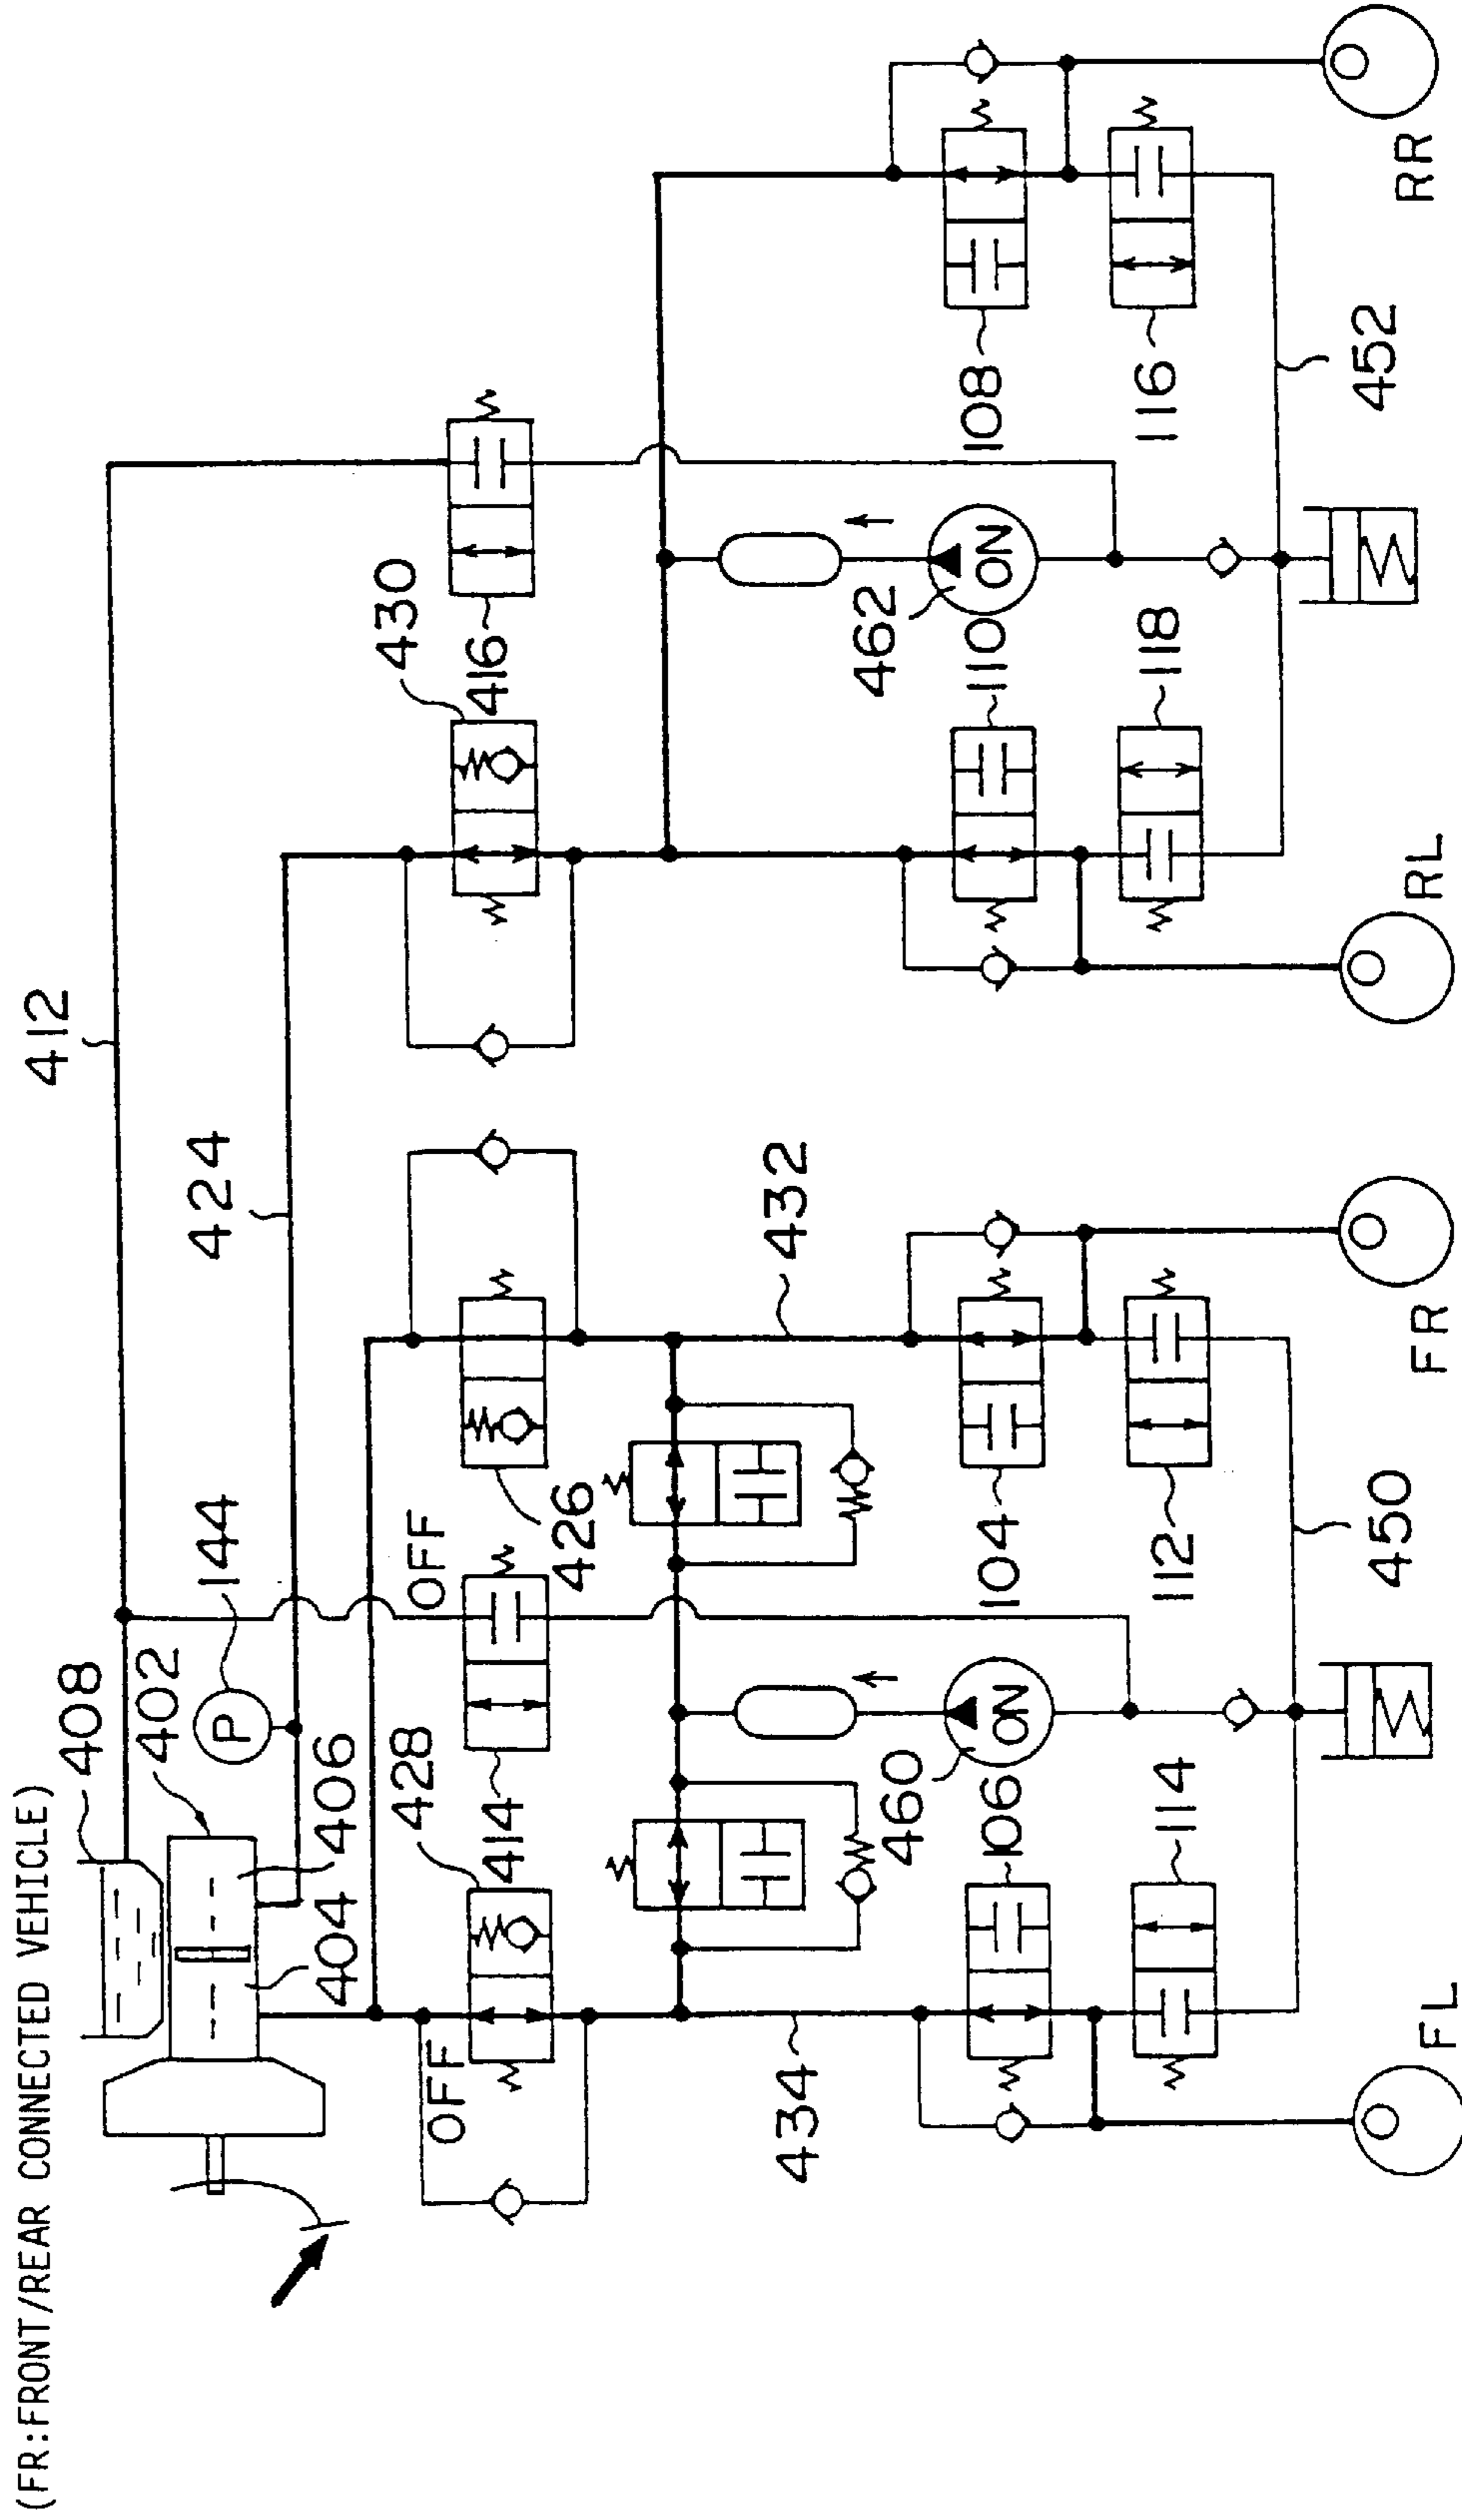 (FR:FRONT/REAR CONNECTED VEHICLE)
408
402
144
412
424
404
406
OFF
428
414
OFF
426
430
416
434
460
432
462
ON
ON
106
104
110
108
114
112
118
116
450
452
FL
FR
RL
RR